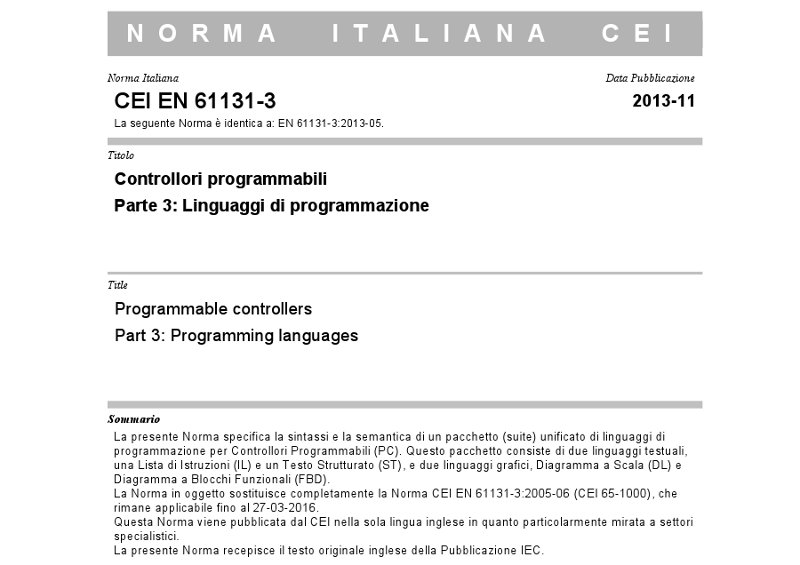 NORMA ITALIANA CEI
Norma Italiana
Data Pubblicazione
CEI EN 61131-3
2013-11
La seguente Norma è identica a: EN 61131-3:2013-05.
Titolo
Controllori programmabili
Parte 3: Linguaggi di programmazione
Title
Programmable controllers
Part 3: Programming languages
Sommario
La presente Norma specifica la sintassi e la semantica di un pacchetto (suite) unificato di linguaggi di
programmazione per Controllori Programmabili (PC). Questo pacchetto consiste di due linguaggi testuali,
una Lista di Istruzioni (IL) e un Testo Strutturato (ST), e due linguaggi grafici, Diagramma a Scala (DL) e
Diagramma a Blocchi Funzionali (FBD).
La Norma in oggetto sostituisce completamente la Norma CEI EN 61131-3:2005-06 (CEI 65-1000), che
rimane applicabile fino al 27-03-2016.
Questa Norma viene pubblicata dal CEI nella sola lingua inglese in quanto particolarmente mirata a settori
specialistici.
La presente Norma recepisce il testo originale inglese della Pubblicazione IEC.